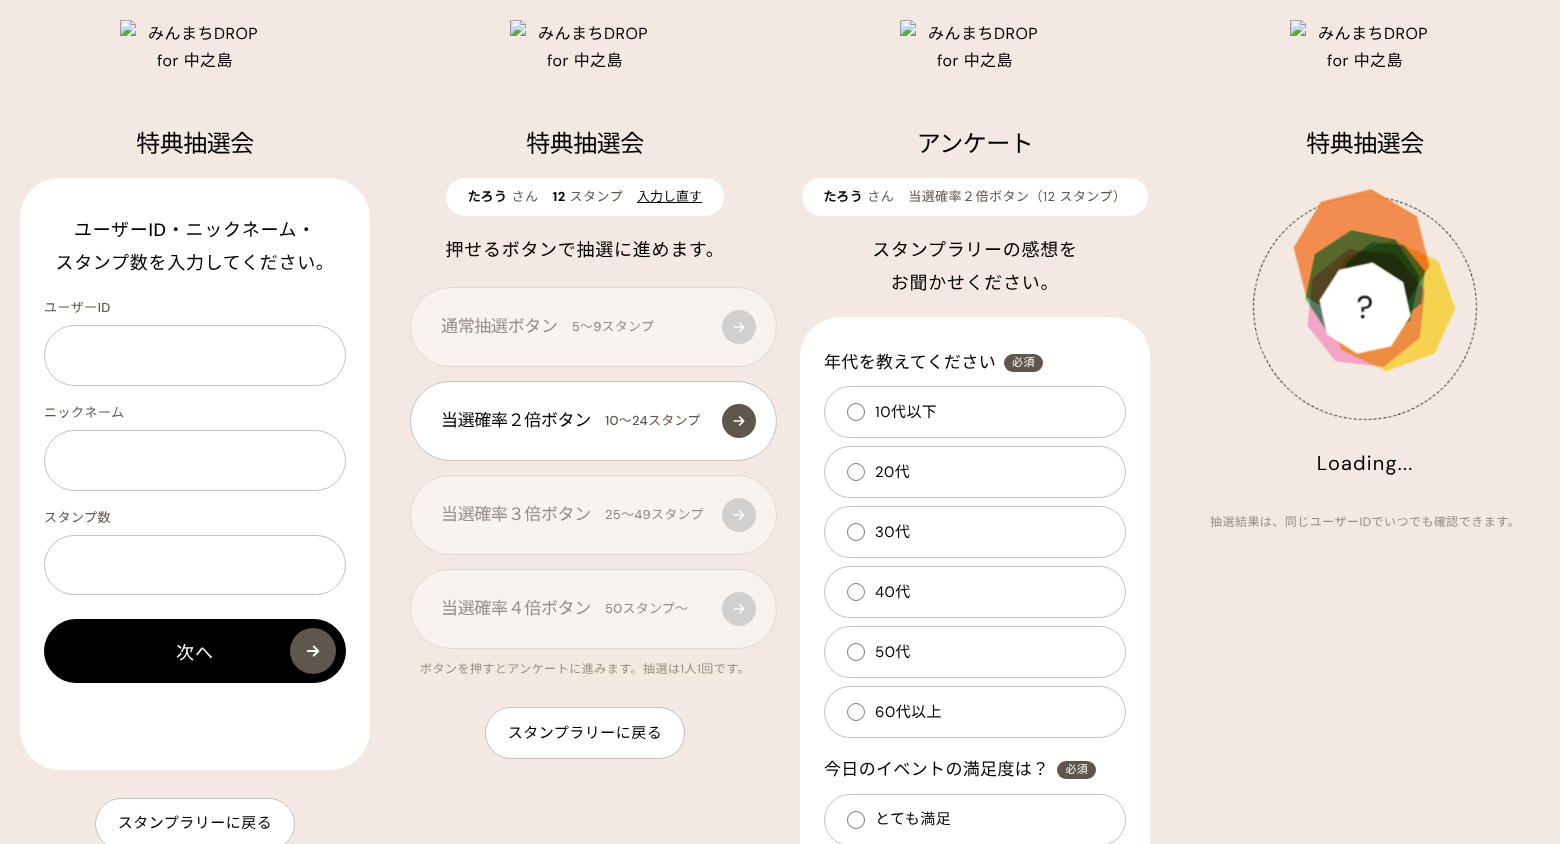 みんまちDROP
for 中之島
特典抽選会
ユーザーID・ニックネーム・
スタンプ数を入力してください。
ユーザーID
ニックネーム
スタンプ数
次へ
スタンプラリーに戻る
みんまちDROP
for 中之島
特典抽選会
たろう さん 12 スタンプ 入力し直す
押せるボタンで抽選に進めます。
通常抽選ボタン 5〜9スタンプ
当選確率２倍ボタン 10〜24スタンプ
当選確率３倍ボタン 25〜49スタンプ
当選確率４倍ボタン 50スタンプ〜
ボタンを押すとアンケートに進みます。抽選は1人1回です。
スタンプラリーに戻る
みんまちDROP
for 中之島
アンケート
たろう さん 当選確率２倍ボタン（12 スタンプ）
スタンプラリーの感想を
お聞かせください。
年代を教えてください 必須
10代以下
20代
30代
40代
50代
60代以上
今日のイベントの満足度は？ 必須
とても満足
みんまちDROP
for 中之島
特典抽選会
?
Loading...
抽選結果は、同じユーザーIDでいつでも確認できます。